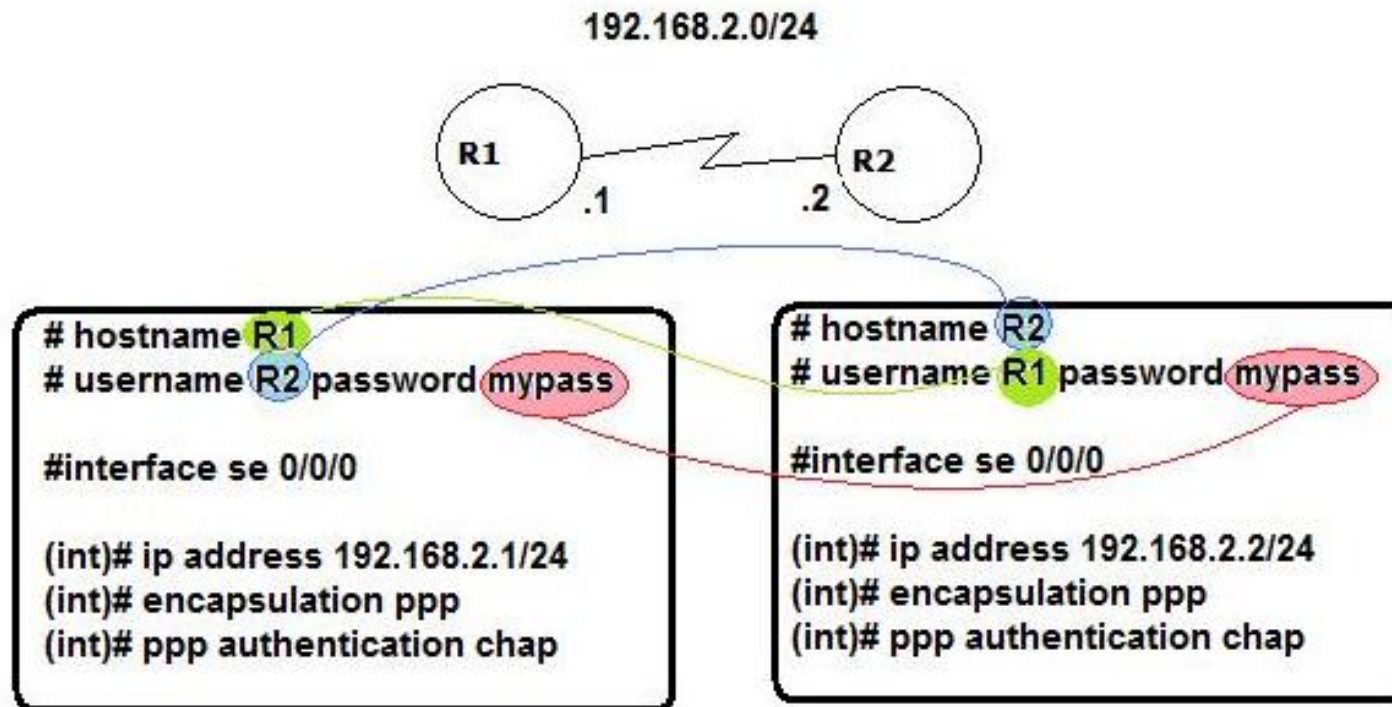 192.168.2.0/24
R1
R2
.1
.2
# hostname R1
# username R2 password mypass
#interface se 0/0/0
(int)# ip address 192.168.2.1/24
(int)# encapsulation ppp
(int)# ppp authentication chap
# hostname R2
# username R1 password mypass
#interface se 0/0/0
(int)# ip address 192.168.2.2/24
(int)# encapsulation ppp
(int)# ppp authentication chap